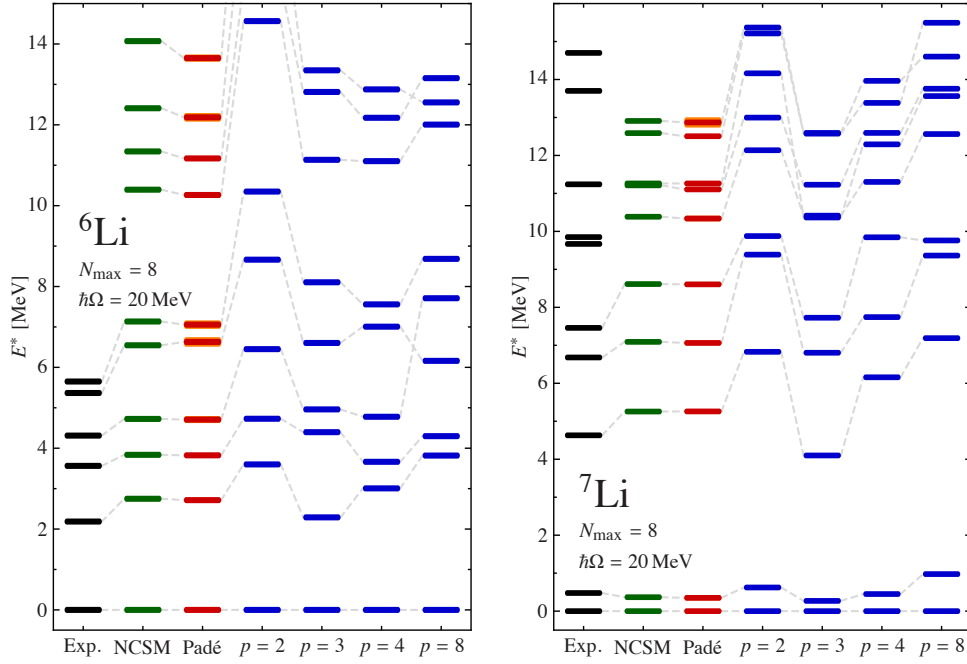 14
12
10
8
6
4
2
0
E* [MeV]
⁶Li
N_max = 8
ℏΩ = 20 MeV
Exp. NCSM Padé p = 2 p = 3 p = 4 p = 8
14
12
10
8
6
4
2
0
E* [MeV]
⁷Li
N_max = 8
ℏΩ = 20 MeV
Exp. NCSM Padé p = 2 p = 3 p = 4 p = 8